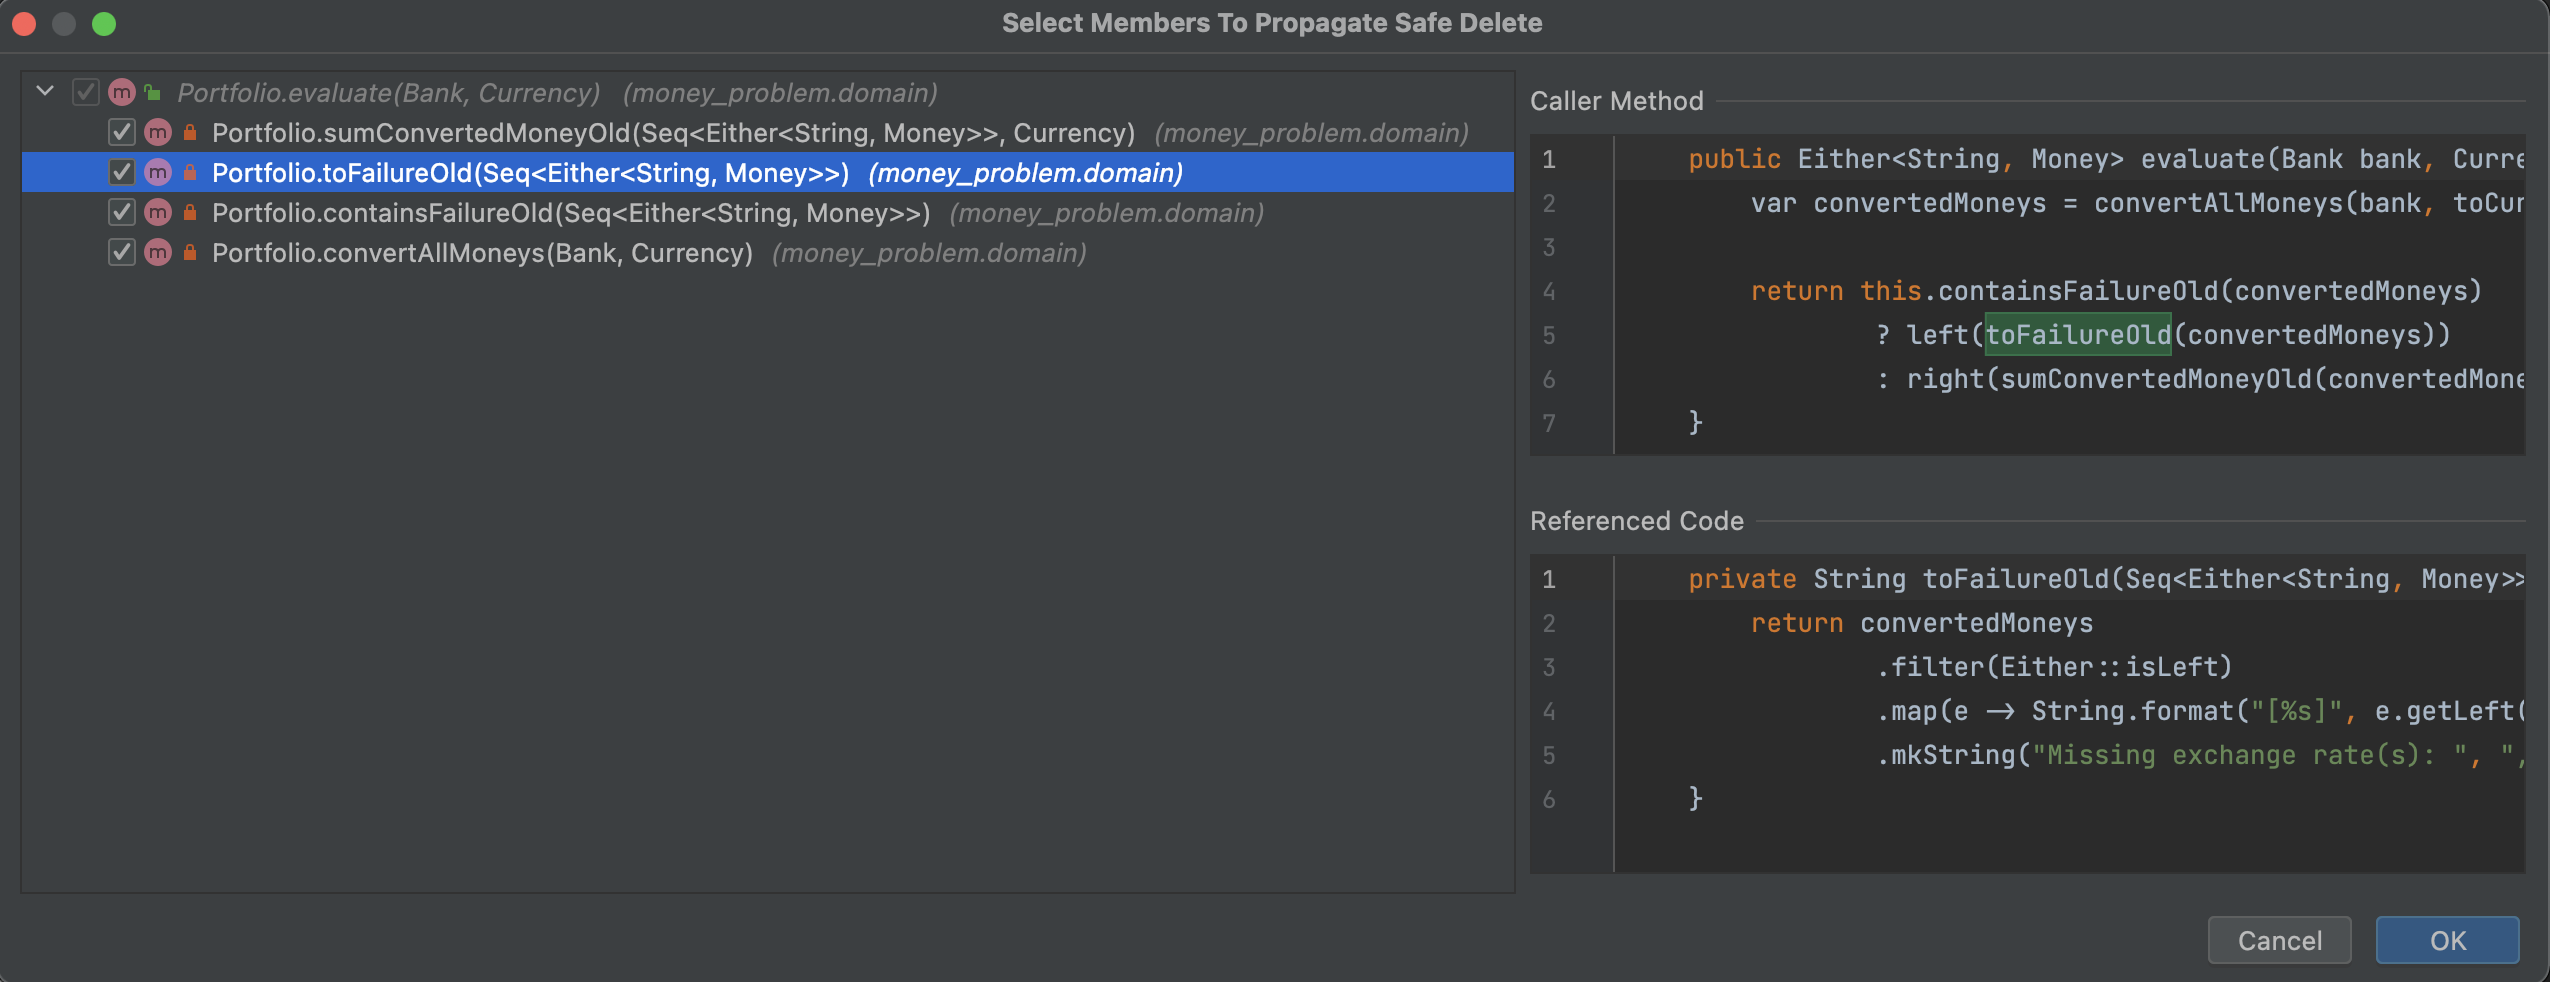 Select Members To Propagate Safe Delete
m Portfolio.evaluate(Bank, Currency) (money_problem.domain)
m Portfolio.sumConvertedMoneyOld(Seq<Either<String, Money>>, Currency) (money_problem.domain)
m Portfolio.toFailureOld(Seq<Either<String, Money>>) (money_problem.domain)
m Portfolio.containsFailureOld(Seq<Either<String, Money>>) (money_problem.domain)
m Portfolio.convertAllMoneys(Bank, Currency) (money_problem.domain)
Caller Method
1 public Either<String, Money> evaluate(Bank bank, Curre
2 var convertedMoneys = convertAllMoneys(bank, toCur
3
4 return this.containsFailureOld(convertedMoneys)
5 ? left(toFailureOld(convertedMoneys))
6 : right(sumConvertedMoneyOld(convertedMone
7 }
Referenced Code
1 private String toFailureOld(Seq<Either<String, Money>>
2 return convertedMoneys
3 .filter(Either::isLeft)
4 .map(e -> String.format("[%s]", e.getLeft(
5 .mkString("Missing exchange rate(s): ", ",
6 }
Cancel
OK